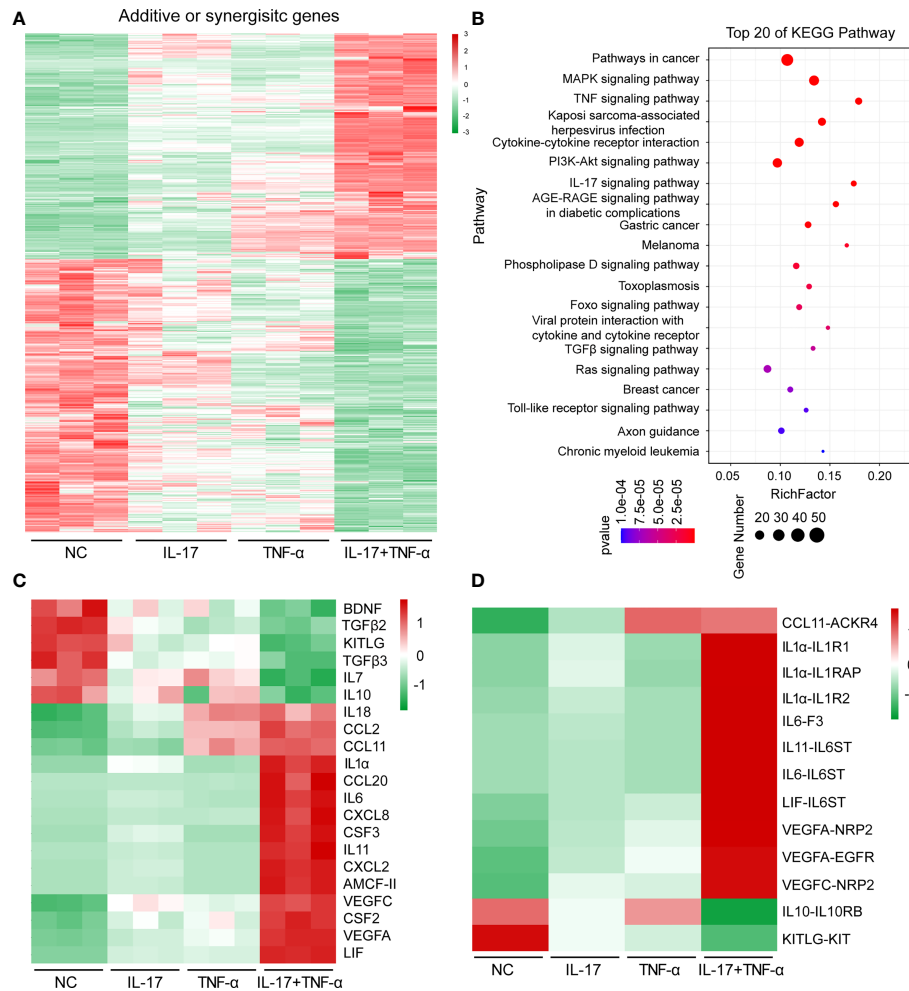 A
Additive or synergisitc genes
3
2
1
0
-1
-2
-3
NC
IL-17
TNF-α
IL-17+TNF-α
B
Top 20 of KEGG Pathway
Pathway
Pathways in cancer
MAPK signaling pathway
TNF signaling pathway
Kaposi sarcoma-associated
herpesvirus infection
Cytokine-cytokine receptor interaction
PI3K-Akt signaling pathway
IL-17 signaling pathway
AGE-RAGE signaling pathway
in diabetic complications
Gastric cancer
Melanoma
Phospholipase D signaling pathway
Toxoplasmosis
Foxo signaling pathway
Viral protein interaction with
cytokine and cytokine receptor
TGFβ signaling pathway
Ras signaling pathway
Breast cancer
Toll-like receptor signaling pathway
Axon guidance
Chronic myeloid leukemia
0.05 0.10 0.15 0.20
RichFactor
pvalue
1.0e-04
7.5e-05
5.0e-05
2.5e-05
Gene Number
20 30 40 50
C
BDNF
TGFβ2
KITLG
TGFβ3
IL7
IL10
IL18
CCL2
CCL11
IL1α
CCL20
IL6
CXCL8
CSF3
IL11
CXCL2
AMCF-II
VEGFC
CSF2
VEGFA
LIF
1
0
-1
NC
IL-17
TNF-α
IL-17+TNF-α
D
CCL11-ACKR4
IL1α-IL1R1
IL1α-IL1RAP
IL1α-IL1R2
IL6-F3
IL11-IL6ST
IL6-IL6ST
LIF-IL6ST
VEGFA-NRP2
VEGFA-EGFR
VEGFC-NRP2
IL10-IL10RB
KITLG-KIT
NC
IL-17
TNF-α
IL-17+TNF-α